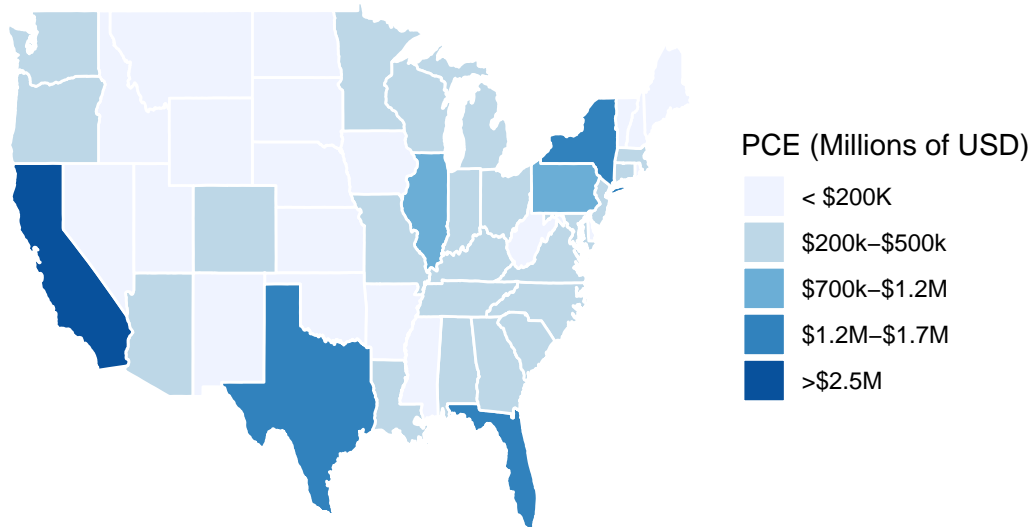 PCE (Millions of USD)
< $200K
$200k−$500k
$700k−$1.2M
$1.2M−$1.7M
>$2.5M